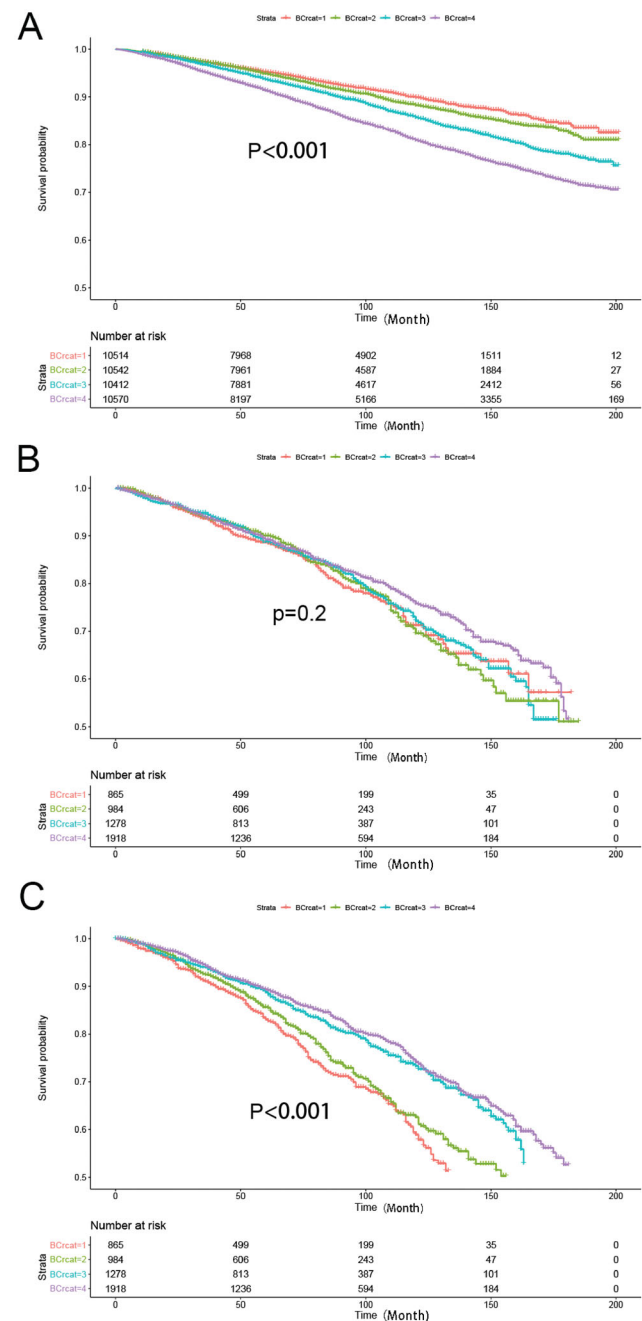 A
Strata BCrcat=1 BCrcat=2 BCrcat=3 BCrcat=4
1.0
0.9
0.8
0.7
0.6
0.5
Survival probability
P<0.001
0 50 100 150 200
Time (Month)
Number at risk
Strata
BCrcat=1 10514 7968 4902 1511 12
BCrcat=2 10542 7961 4587 1884 27
BCrcat=3 10412 7881 4617 2412 56
BCrcat=4 10570 8197 5166 3355 169
0 50 100 150 200
Time (Month)
B
Strata BCrcat=1 BCrcat=2 BCrcat=3 BCrcat=4
1.0
0.9
0.8
0.7
0.6
0.5
Survival probability
p=0.2
0 50 100 150 200
Time (Month)
Number at risk
Strata
BCrcat=1 865 499 199 35 0
BCrcat=2 984 606 243 47 0
BCrcat=3 1278 813 387 101 0
BCrcat=4 1918 1236 594 184 0
0 50 100 150 200
Time (Month)
C
Strata BCrcat=1 BCrcat=2 BCrcat=3 BCrcat=4
1.0
0.9
0.8
0.7
0.6
0.5
Survival probability
P<0.001
0 50 100 150 200
Time (Month)
Number at risk
Strata
BCrcat=1 865 499 199 35 0
BCrcat=2 984 606 243 47 0
BCrcat=3 1278 813 387 101 0
BCrcat=4 1918 1236 594 184 0
0 50 100 150 200
Time (Month)